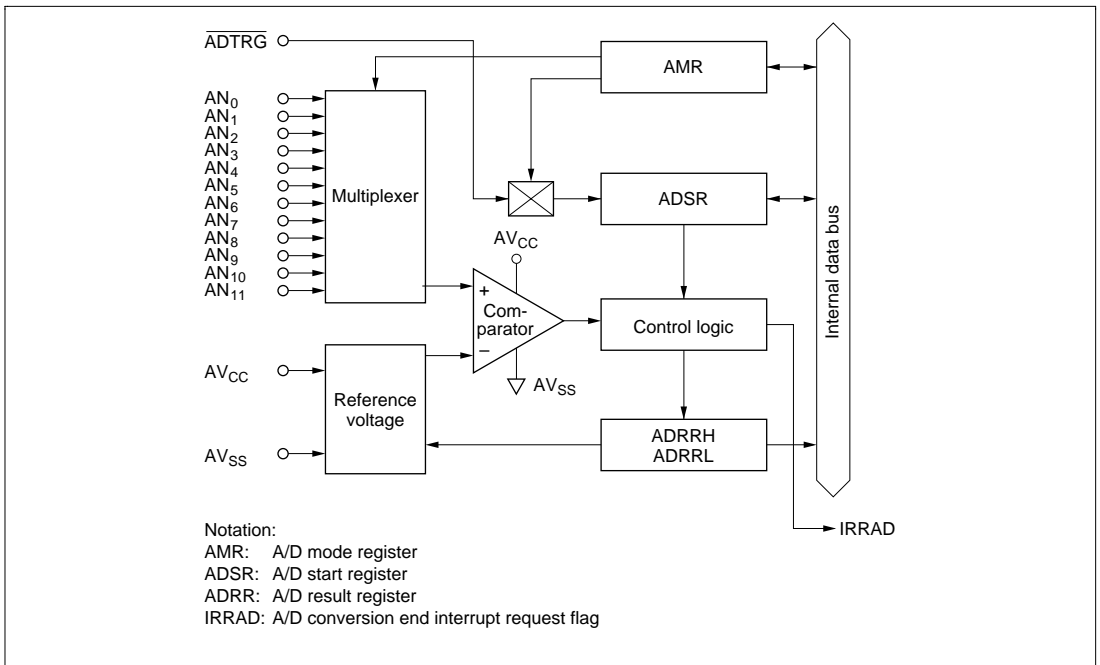 ADTRG
AMR
AN0
AN1
AN2
AN3
AN4
AN5
AN6
AN7
AN8
AN9
AN10
AN11
Multiplexer
ADSR
Internal data bus
AVCC
+
Com-
parator
−
AVSS
Control logic
AVCC
Reference
voltage
AVSS
ADRRH
ADRRL
IRRAD
Notation:
AMR: A/D mode register
ADSR: A/D start register
ADRR: A/D result register
IRRAD: A/D conversion end interrupt request flag